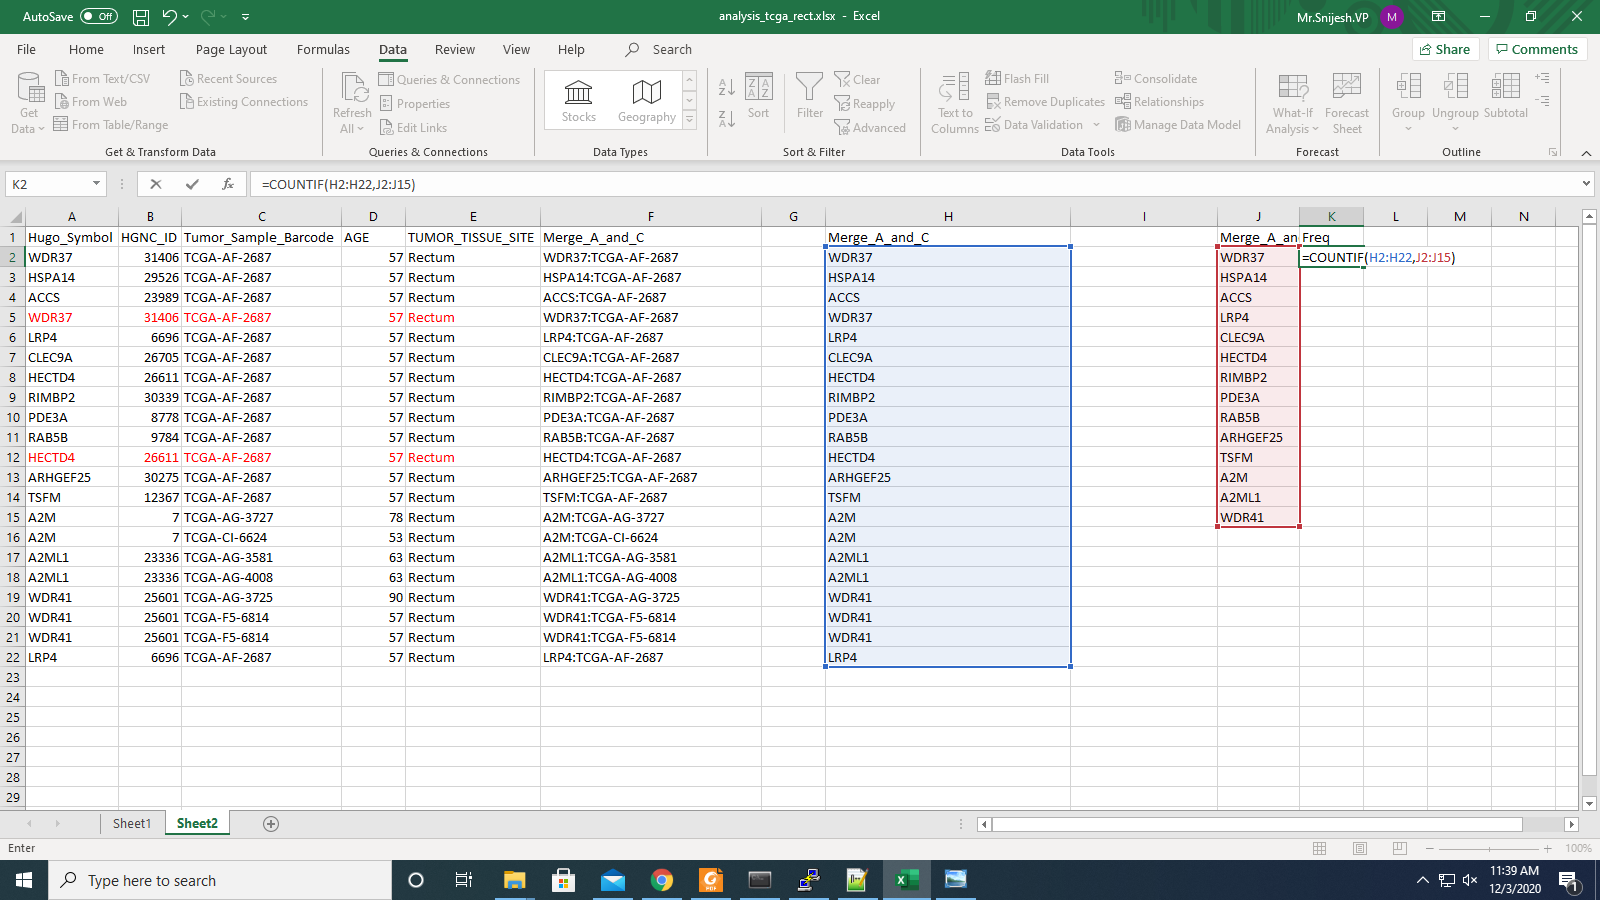 AutoSave Off analysis_tcga_rect.xlsx - Excel Mr.Snijesh.VP M
File Home Insert Page Layout Formulas Data Review View Help Search Share Comments
Get Data From Text/CSV From Web From Table/Range Recent Sources Existing Connections
Get & Transform Data
Refresh All Queries & Connections Properties Edit Links
Queries & Connections
Stocks Geography
Data Types
Sort Filter Clear Reapply Advanced
Sort & Filter
Text to Columns Flash Fill Remove Duplicates Data Validation Consolidate Relationships Manage Data Model
Data Tools
What-If Analysis Forecast Sheet
Forecast
Group Ungroup Subtotal
Outline
K2 fx =COUNTIF(H2:H22,J2:J15)
A B C D E F G H I J K L M N
1 Hugo_Symbol HGNC_ID Tumor_Sample_Barcode AGE TUMOR_TISSUE_SITE Merge_A_and_C Merge_A_and_C Merge_A_an Freq
2 WDR37 31406 TCGA-AF-2687 57 Rectum WDR37:TCGA-AF-2687 WDR37 WDR37 =COUNTIF(H2:H22,J2:J15)
3 HSPA14 29526 TCGA-AF-2687 57 Rectum HSPA14:TCGA-AF-2687 HSPA14 HSPA14
4 ACCS 23989 TCGA-AF-2687 57 Rectum ACCS:TCGA-AF-2687 ACCS ACCS
5 WDR37 31406 TCGA-AF-2687 57 Rectum WDR37:TCGA-AF-2687 WDR37 LRP4
6 LRP4 6696 TCGA-AF-2687 57 Rectum LRP4:TCGA-AF-2687 LRP4 CLEC9A
7 CLEC9A 26705 TCGA-AF-2687 57 Rectum CLEC9A:TCGA-AF-2687 CLEC9A HECTD4
8 HECTD4 26611 TCGA-AF-2687 57 Rectum HECTD4:TCGA-AF-2687 HECTD4 RIMBP2
9 RIMBP2 30339 TCGA-AF-2687 57 Rectum RIMBP2:TCGA-AF-2687 RIMBP2 PDE3A
10 PDE3A 8778 TCGA-AF-2687 57 Rectum PDE3A:TCGA-AF-2687 PDE3A RAB5B
11 RAB5B 9784 TCGA-AF-2687 57 Rectum RAB5B:TCGA-AF-2687 RAB5B ARHGEF25
12 HECTD4 26611 TCGA-AF-2687 57 Rectum HECTD4:TCGA-AF-2687 HECTD4 TSFM
13 ARHGEF25 30275 TCGA-AF-2687 57 Rectum ARHGEF25:TCGA-AF-2687 ARHGEF25 A2M
14 TSFM 12367 TCGA-AF-2687 57 Rectum TSFM:TCGA-AF-2687 TSFM A2ML1
15 A2M 7 TCGA-AG-3727 78 Rectum A2M:TCGA-AG-3727 A2M WDR41
16 A2M 7 TCGA-CI-6624 53 Rectum A2M:TCGA-CI-6624 A2M
17 A2ML1 23336 TCGA-AG-3581 63 Rectum A2ML1:TCGA-AG-3581 A2ML1
18 A2ML1 23336 TCGA-AG-4008 63 Rectum A2ML1:TCGA-AG-4008 A2ML1
19 WDR41 25601 TCGA-AG-3725 90 Rectum WDR41:TCGA-AG-3725 WDR41
20 WDR41 25601 TCGA-F5-6814 57 Rectum WDR41:TCGA-F5-6814 WDR41
21 WDR41 25601 TCGA-F5-6814 57 Rectum WDR41:TCGA-F5-6814 WDR41
22 LRP4 6696 TCGA-AF-2687 57 Rectum LRP4:TCGA-AF-2687 LRP4
23
24
25
26
27
28
29
Sheet1 Sheet2
Enter 100%
Type here to search 11:39 AM
12/3/2020 1